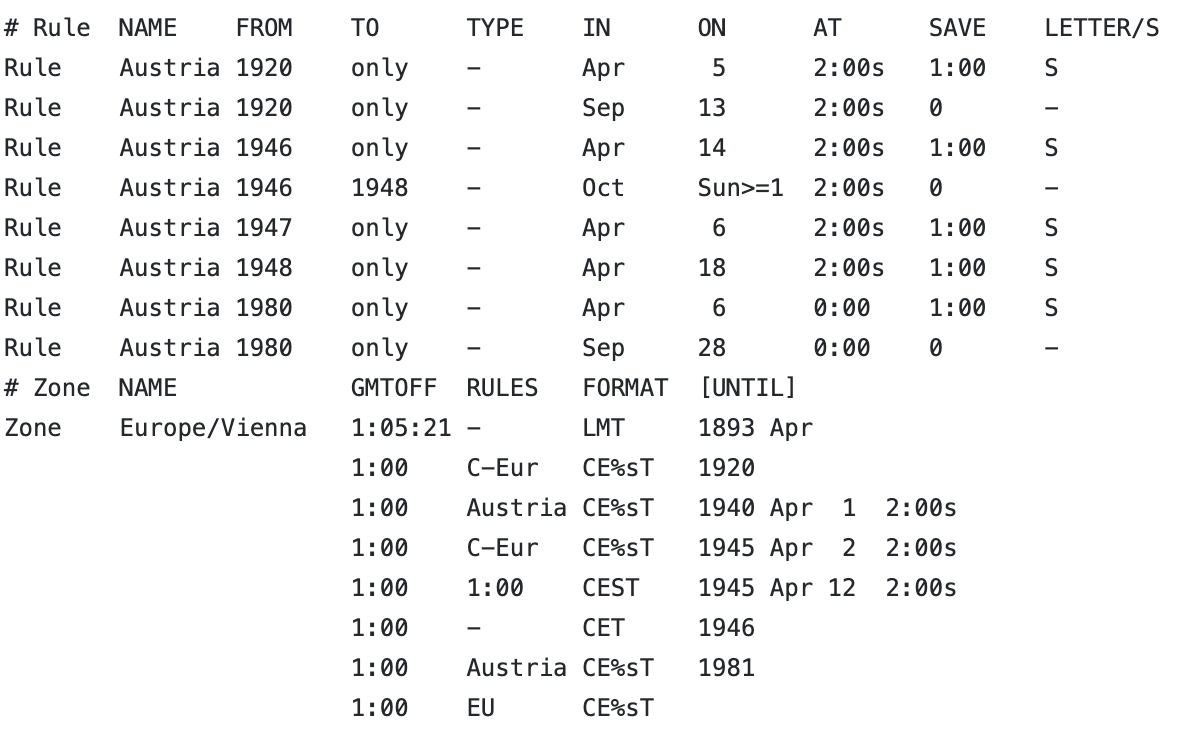 # Rule  NAME    FROM    TO      TYPE    IN      ON      AT      SAVE    LETTER/S
Rule    Austria 1920    only    -       Apr      5      2:00s   1:00    S
Rule    Austria 1920    only    -       Sep     13      2:00s   0       -
Rule    Austria 1946    only    -       Apr     14      2:00s   1:00    S
Rule    Austria 1946    1948    -       Oct     Sun>=1  2:00s   0       -
Rule    Austria 1947    only    -       Apr      6      2:00s   1:00    S
Rule    Austria 1948    only    -       Apr     18      2:00s   1:00    S
Rule    Austria 1980    only    -       Apr      6      0:00    1:00    S
Rule    Austria 1980    only    -       Sep     28      0:00    0       -
# Zone  NAME            GMTOFF  RULES   FORMAT  [UNTIL]
Zone    Europe/Vienna   1:05:21 -       LMT     1893 Apr
                        1:00    C-Eur   CE%sT   1920
                        1:00    Austria CE%sT   1940 Apr  1  2:00s
                        1:00    C-Eur   CE%sT   1945 Apr  2  2:00s
                        1:00    1:00    CEST    1945 Apr 12  2:00s
                        1:00    -       CET     1946
                        1:00    Austria CE%sT   1981
                        1:00    EU      CE%sT